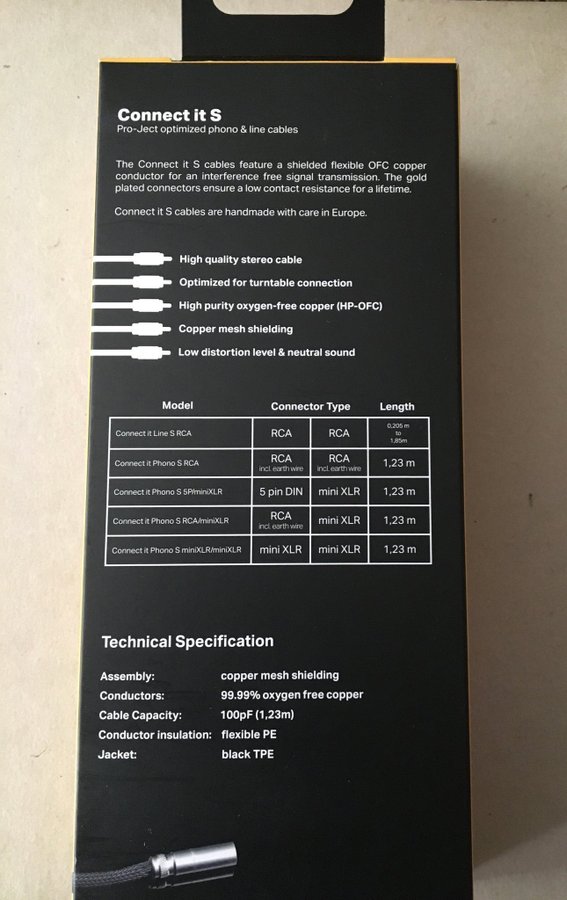 Connect it S
Pro-Ject optimized phono & line cables
The Connect it S cables feature a shielded flexible OFC copper
conductor for an interference free signal transmission. The gold
plated connectors ensure a low contact resistance for a lifetime.
Connect it S cables are handmade with care in Europe.
High quality stereo cable
Optimized for turntable connection
High purity oxygen-free copper (HP-OFC)
Copper mesh shielding
Low distortion level & neutral sound
Model Connector Type Length
Connect it Line S RCA RCA RCA 0,205 m
to
1,85m
Connect it Phono S RCA RCA RCA 1,23 m
incl. earth wire incl. earth wire
Connect it Phono S 5P/miniXLR 5 pin DIN mini XLR 1,23 m
Connect it Phono S RCA/miniXLR RCA mini XLR 1,23 m
incl. earth wire
Connect it Phono S miniXLR/miniXLR mini XLR mini XLR 1,23 m
Technical Specification
Assembly: copper mesh shielding
Conductors: 99.99% oxygen free copper
Cable Capacity: 100pF (1,23m)
Conductor insulation: flexible PE
Jacket: black TPE